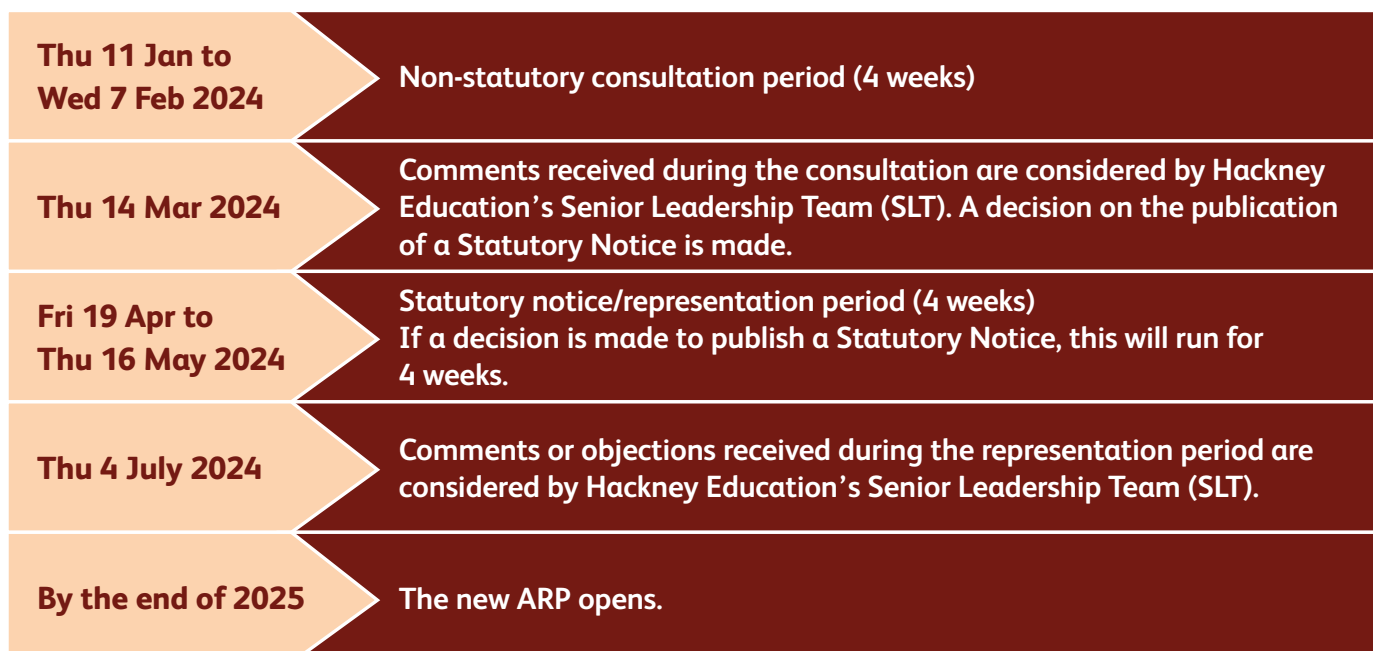 Thu 11 Jan to
Wed 7 Feb 2024
Non-statutory consultation period (4 weeks)
Thu 14 Mar 2024
Comments received during the consultation are considered by Hackney
Education’s Senior Leadership Team (SLT). A decision on the publication
of a Statutory Notice is made.
Fri 19 Apr to
Thu 16 May 2024
Statutory notice/representation period (4 weeks)
If a decision is made to publish a Statutory Notice, this will run for
4 weeks.
Thu 4 July 2024
Comments or objections received during the representation period are
considered by Hackney Education’s Senior Leadership Team (SLT).
By the end of 2025
The new ARP opens.